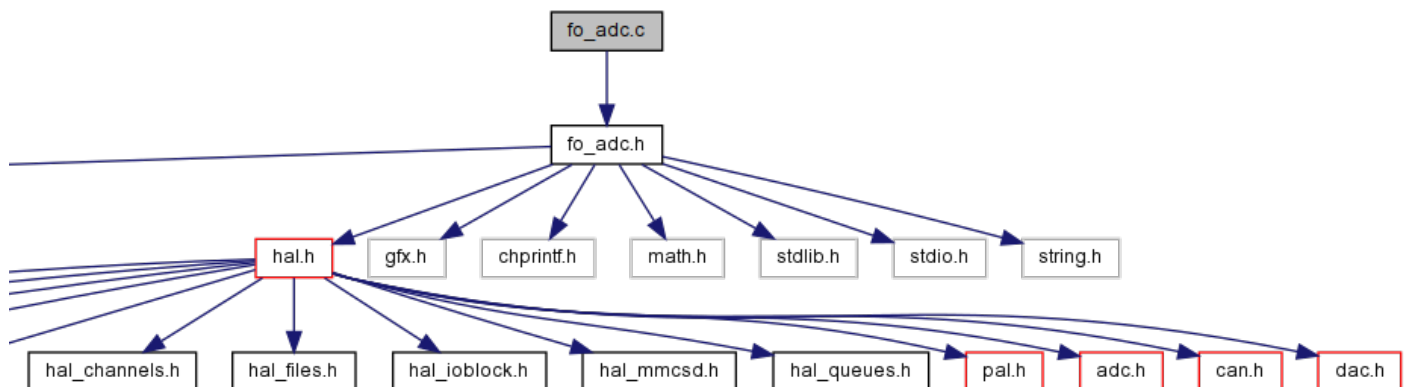 fo_adc.c
fo_adc.h
hal.h
gfx.h
chprintf.h
math.h
stdlib.h
stdio.h
string.h
hal_channels.h
hal_files.h
hal_ioblock.h
hal_mmcsd.h
hal_queues.h
pal.h
adc.h
can.h
dac.h